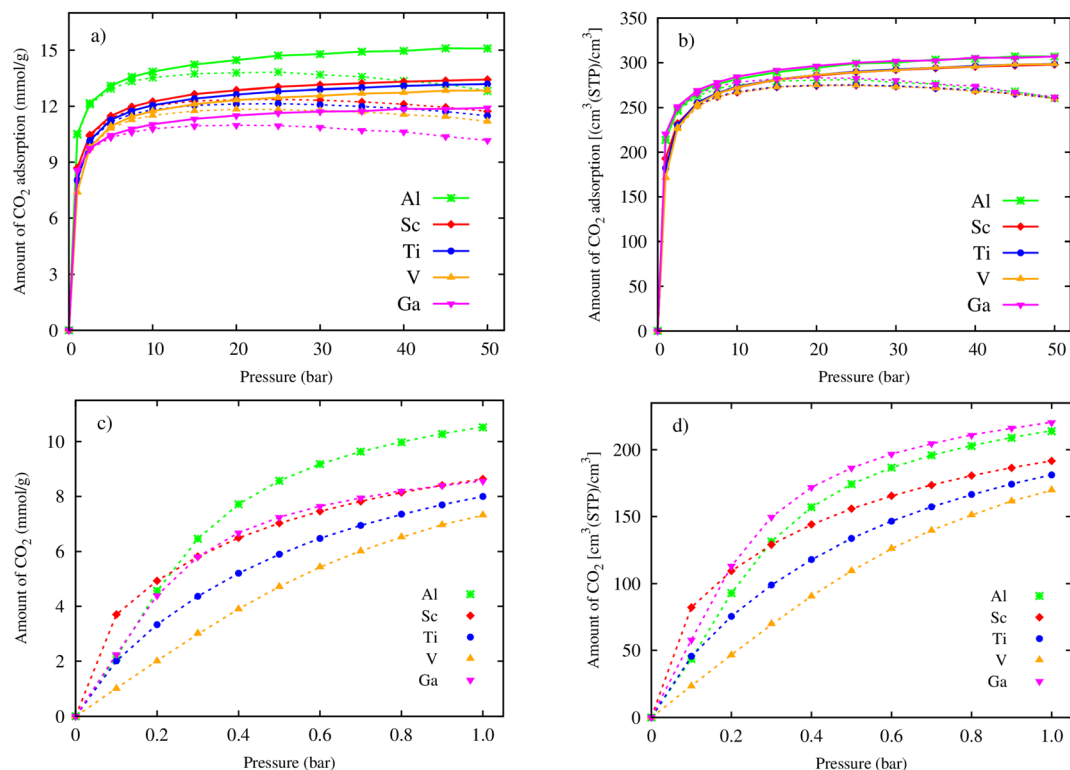 a)
Amount of CO2 adsorption (mmol/g)
15
12
9
6
3
0
Al
Sc
Ti
V
Ga
0 10 20 30 40 50
Pressure (bar)
b)
Amount of CO2 adsorption [(cm3(STP)/cm3]
350
300
250
200
150
100
50
0
Al
Sc
Ti
V
Ga
0 10 20 30 40 50
Pressure (bar)
c)
Amount of CO2 (mmol/g)
10
8
6
4
2
0
Al
Sc
Ti
V
Ga
0 0.2 0.4 0.6 0.8 1.0
Pressure (bar)
d)
Amount of CO2 [cm3(STP)/cm3]
200
150
100
50
0
Al
Sc
Ti
V
Ga
0 0.2 0.4 0.6 0.8 1.0
Pressure (bar)